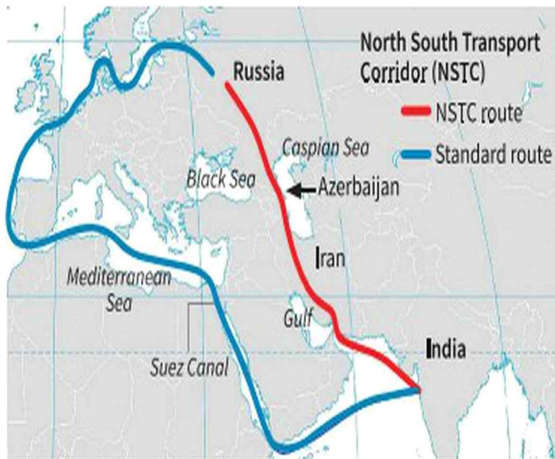 North South Transport
Corridor (NSTC)
NSTC route
Standard route
Russia
Caspian Sea
Black Sea
Azerbaijan
Iran
Mediterranean
Sea
Gulf
India
Suez Canal